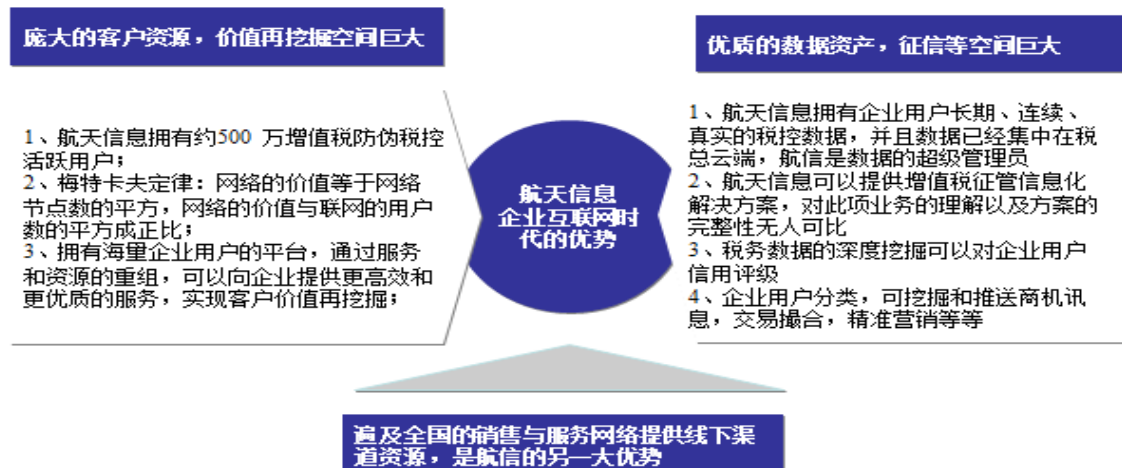 庞大的客户资源，价值再挖掘空间巨大
1、航天信息拥有约500 万增值税防伪税控
活跃用户；
2、梅特卡夫定律：网络的价值等于网络
节点数的平方，网络的价值与联网的用户
数的平方成正比；
3、拥有海量企业用户的平台，通过服务
和资源的重组，可以向企业提供更高效和
更优质的服务，实现客户价值再挖掘；
航天信息
企业互联网时
代的优势
优质的数据资产，征信等空间巨大
1、航天信息拥有企业用户长期、连续、
真实的税控数据，并且数据已经集中在税
总云端，航信是数据的超级管理员
2、航天信息可以提供增值税征管信息化
解决方案，对此项业务的理解以及方案的
完整性无人可比
3、税务数据的深度挖掘可以对企业用户
信用评级
4、企业用户分类，可挖掘和推送商机讯
息，交易撮合，精准营销等等
遍及全国的销售与服务网络提供线下渠
道资源，是航信的另一大优势